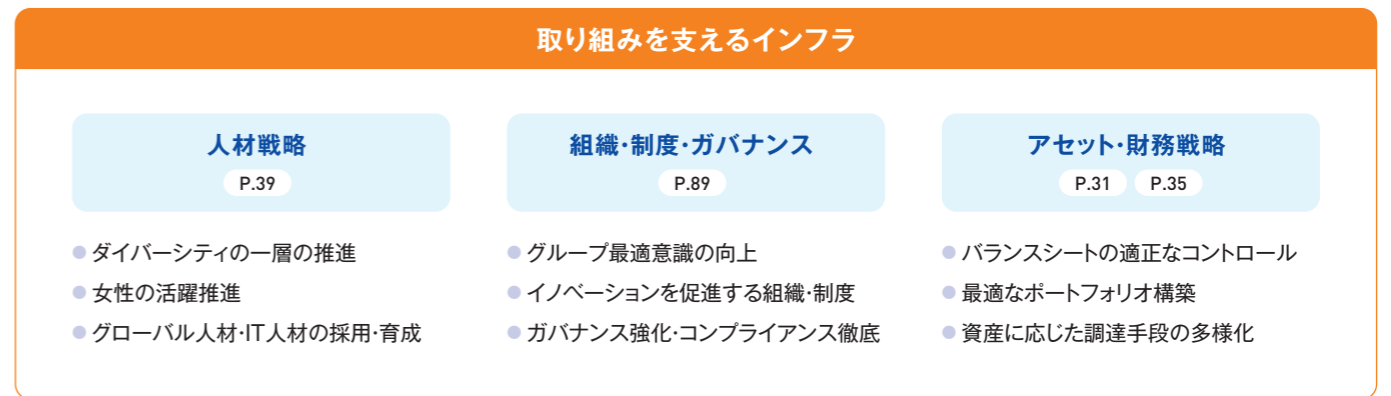 取り組みを支えるインフラ
人材戦略
P.39
ダイバーシティの一層の推進
女性の活躍推進
グローバル人材・IT人材の採用・育成
組織・制度・ガバナンス
P.89
グループ最適意識の向上
イノベーションを促進する組織・制度
ガバナンス強化・コンプライアンス徹底
アセット・財務戦略
P.31 P.35
バランスシートの適正なコントロール
最適なポートフォリオ構築
資産に応じた調達手段の多様化